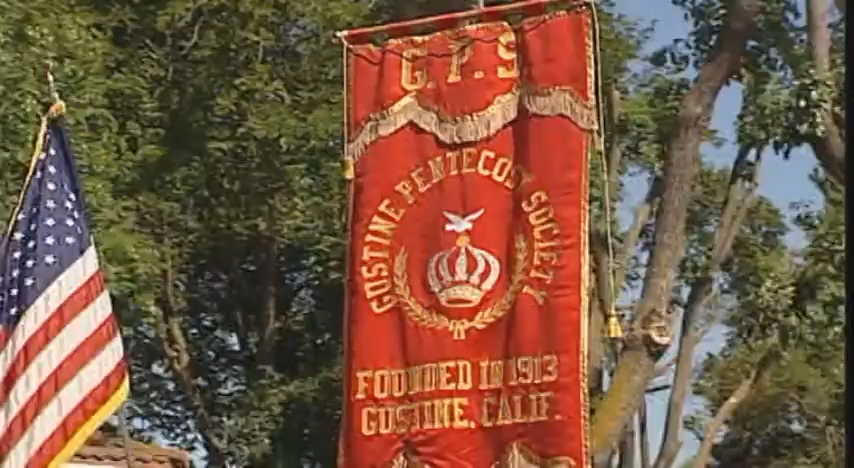 G.P.S
GUSTINE PENTECOST SOCIETY
FOUNDED IN 1913
GUSTINE, CALIF.